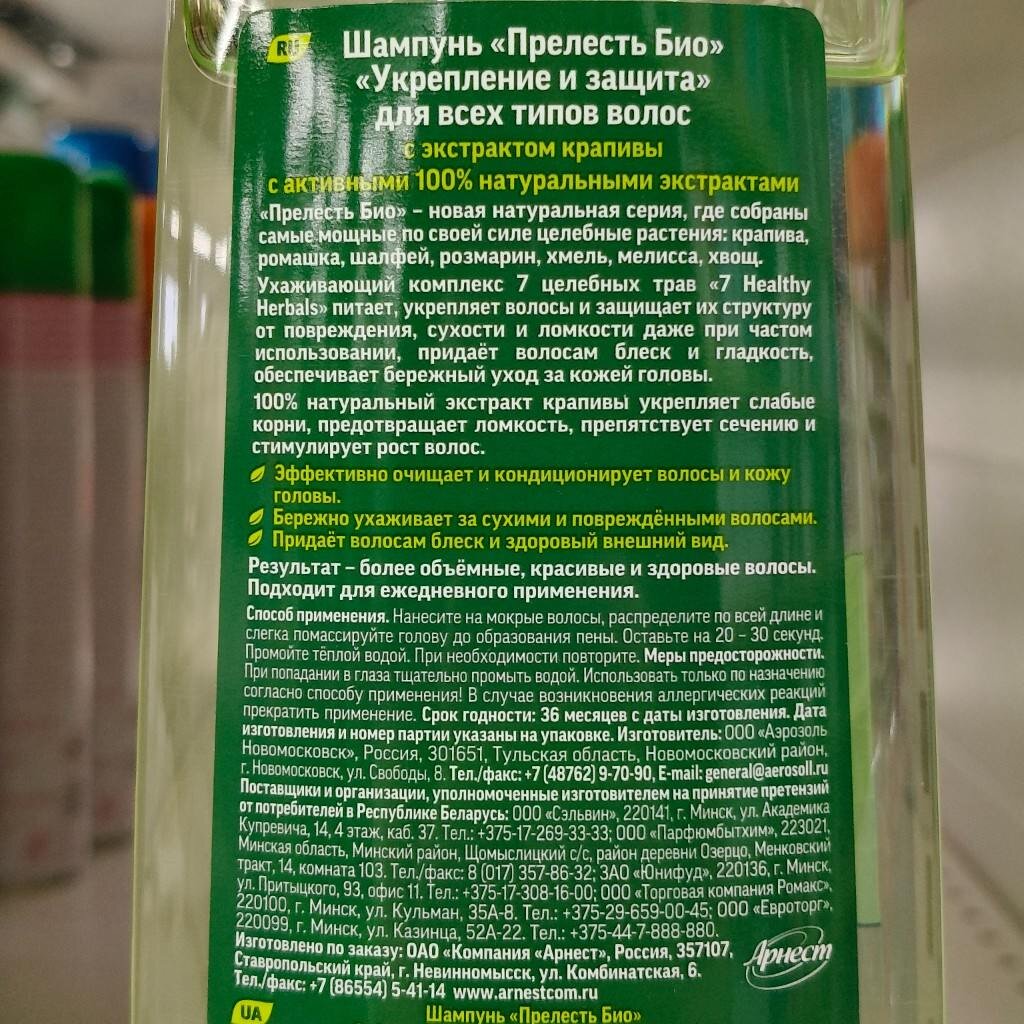 RU
Шампунь «Прелесть Био»
«Укрепление и защита»
для всех типов волос
с экстрактом крапивы
с активными 100% натуральными экстрактами
«Прелесть Био» – новая натуральная серия, где собраны
самые мощные по своей силе целебные растения: крапива,
ромашка, шалфей, розмарин, хмель, мелисса, хвощ.
Ухаживающий комплекс 7 целебных трав «7 Healthy
Herbals» питает, укрепляет волосы и защищает их структуру
от повреждения, сухости и ломкости даже при частом
использовании, придаёт волосам блеск и гладкость,
обеспечивает бережный уход за кожей головы.
100% натуральный экстракт крапивы укрепляет слабые
корни, предотвращает ломкость, препятствует сечению и
стимулирует рост волос.
Эффективно очищает и кондиционирует волосы и кожу
головы.
Бережно ухаживает за сухими и повреждёнными волосами.
Придаёт волосам блеск и здоровый внешний вид.
Результат – более объёмные, красивые и здоровые волосы.
Подходит для ежедневного применения.
Способ применения. Нанесите на мокрые волосы, распределите по всей длине и
слегка помассируйте голову до образования пены. Оставьте на 20 – 30 секунд.
Промойте тёплой водой. При необходимости повторите. Меры предосторожности.
При попадании в глаза тщательно промыть водой. Использовать только по назначению
согласно способу применения! В случае возникновения аллергических реакций
прекратить применение. Срок годности: 36 месяцев с даты изготовления. Дата
изготовления и номер партии указаны на упаковке. Изготовитель: ООО «Аэрозоль
Новомосковск», Россия, 301651, Тульская область, Новомосковский район,
г. Новомосковск, ул. Свободы, 8. Тел./факс: +7 (48762) 9-70-90, E-mail: general@aerosoll.ru
Поставщики и организации, уполномоченные изготовителем на принятие претензий
от потребителей в Республике Беларусь: ООО «Сэльвин», 220141, г. Минск, ул. Академика
Купревича, 14, 4 этаж, каб. 37. Тел.: +375-17-269-33-33; ООО «Парфюмбытхим», 223021,
Минская область, Минский район, Щомыслицкий с/с, район деревни Озерцо, Менковский
тракт, 14, комната 103. Тел./факс: 8 (017) 357-86-32; ЗАО «Юнифуд», 220136, г. Минск,
ул. Притыцкого, 93, офис 11. Тел.: +375-17-308-16-00; ООО «Торговая компания Ромакс»,
220100, г. Минск, ул. Кульман, 35А-8. Тел.: +375-29-659-00-45; ООО «Евроторг»,
220099, г. Минск, ул. Казинца, 52А-22. Тел.: +375-44-7-888-880.
Изготовлено по заказу: ОАО «Компания «Арнест», Россия, 357107,
Ставропольский край, г. Невинномысск, ул. Комбинатская, 6.
Тел./факс: +7 (86554) 5-41-14 www.arnestcom.ru
Арнест
UA
Шампунь «Прелесть Био»